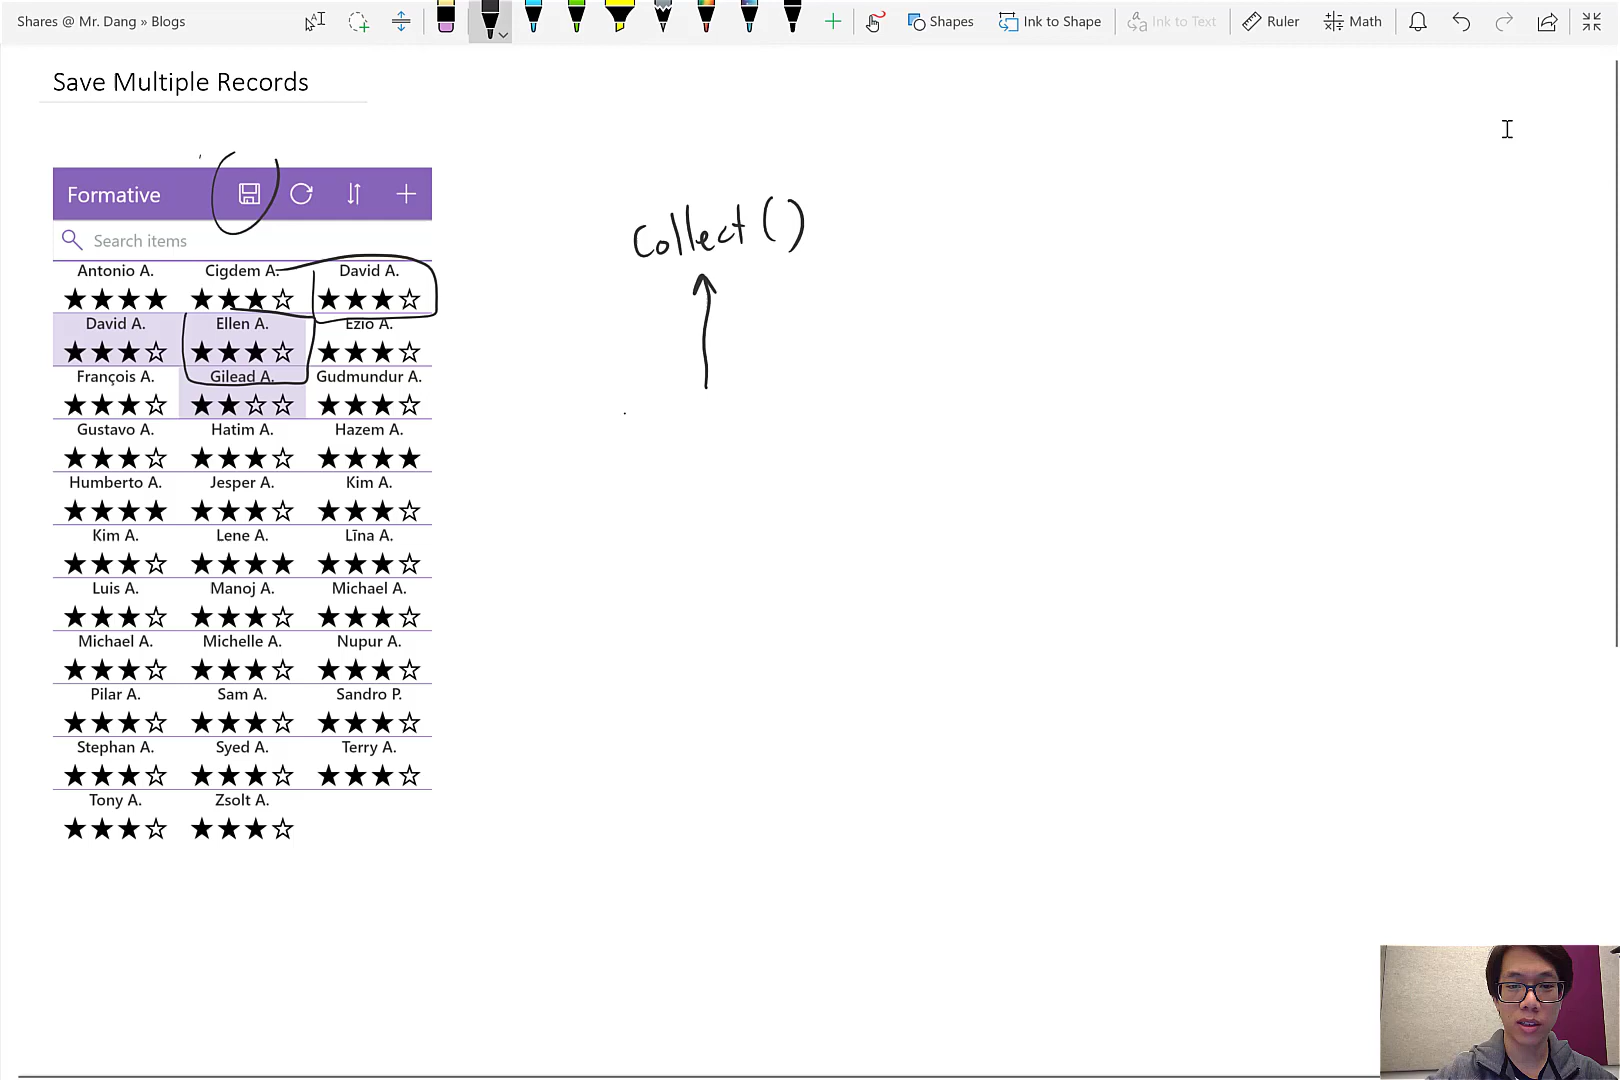 Shares @ Mr. Dang » Blogs
Shapes
Ink to Shape
Ink to Text
Ruler
Math
Save Multiple Records
Formative
Search items
Antonio A. Cigdem A. David A.
David A. Ellen A. Ezio A.
François A. Gilead A. Gudmundur A.
Gustavo A. Hatim A. Hazem A.
Humberto A. Jesper A. Kim A.
Kim A. Lene A. Līna A.
Luis A. Manoj A. Michael A.
Michael A. Michelle A. Nupur A.
Pilar A. Sam A. Sandro P.
Stephan A. Syed A. Terry A.
Tony A. Zsolt A.
Collect ()